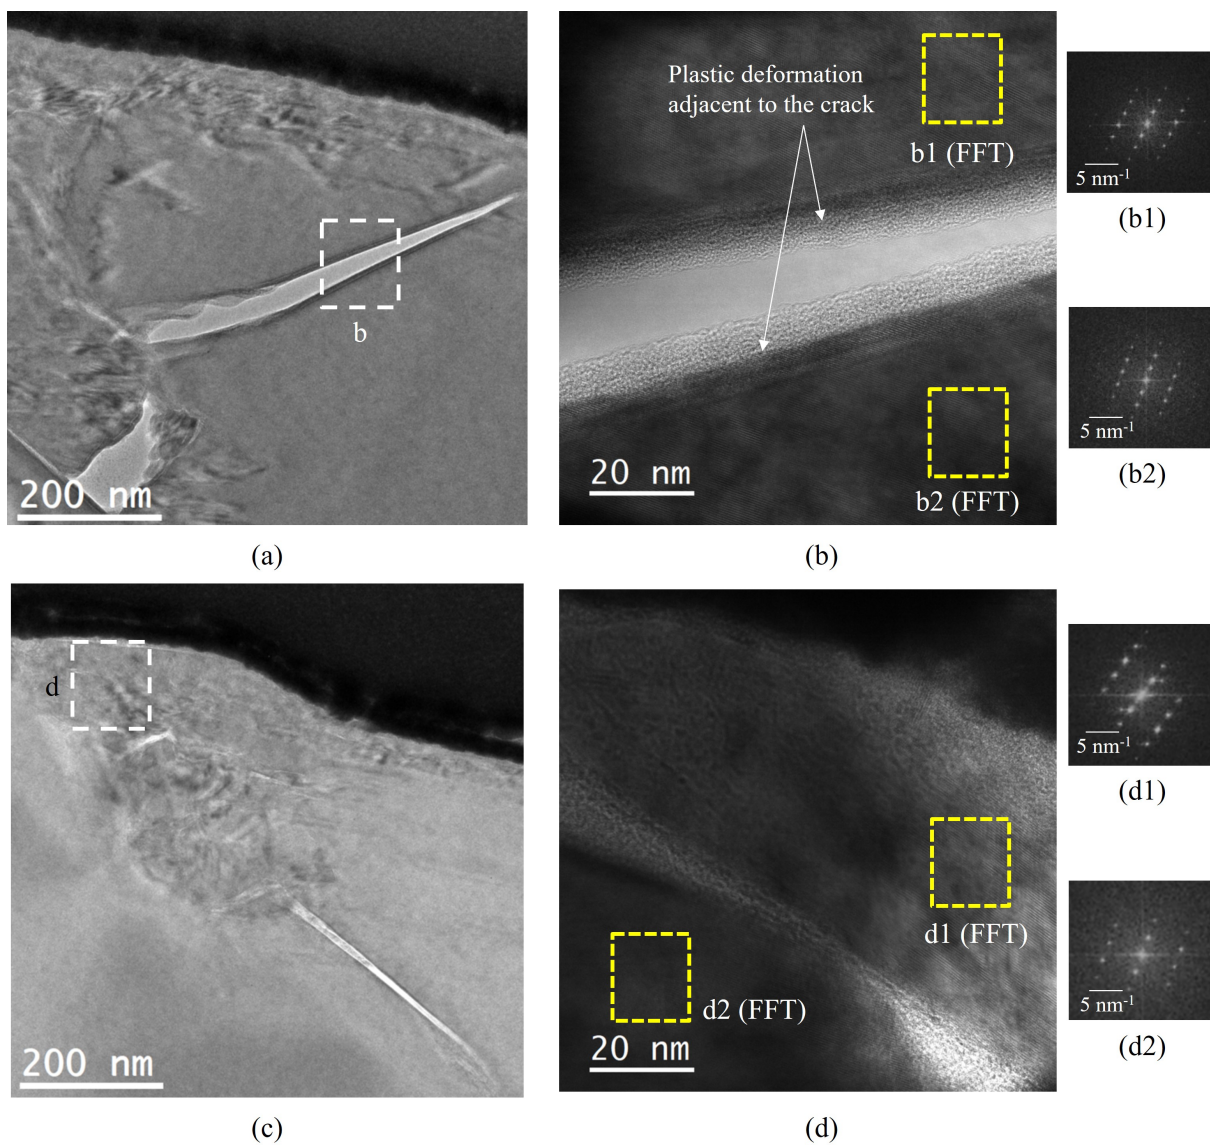 Plastic deformation
adjacent to the crack
b1 (FFT)
5 nm-1
(b1)
b
5 nm-1
(b2)
200 nm
20 nm
b2 (FFT)
(a)
(b)
d
5 nm-1
(d1)
d1 (FFT)
d2 (FFT)
5 nm-1
(d2)
200 nm
20 nm
(c)
(d)